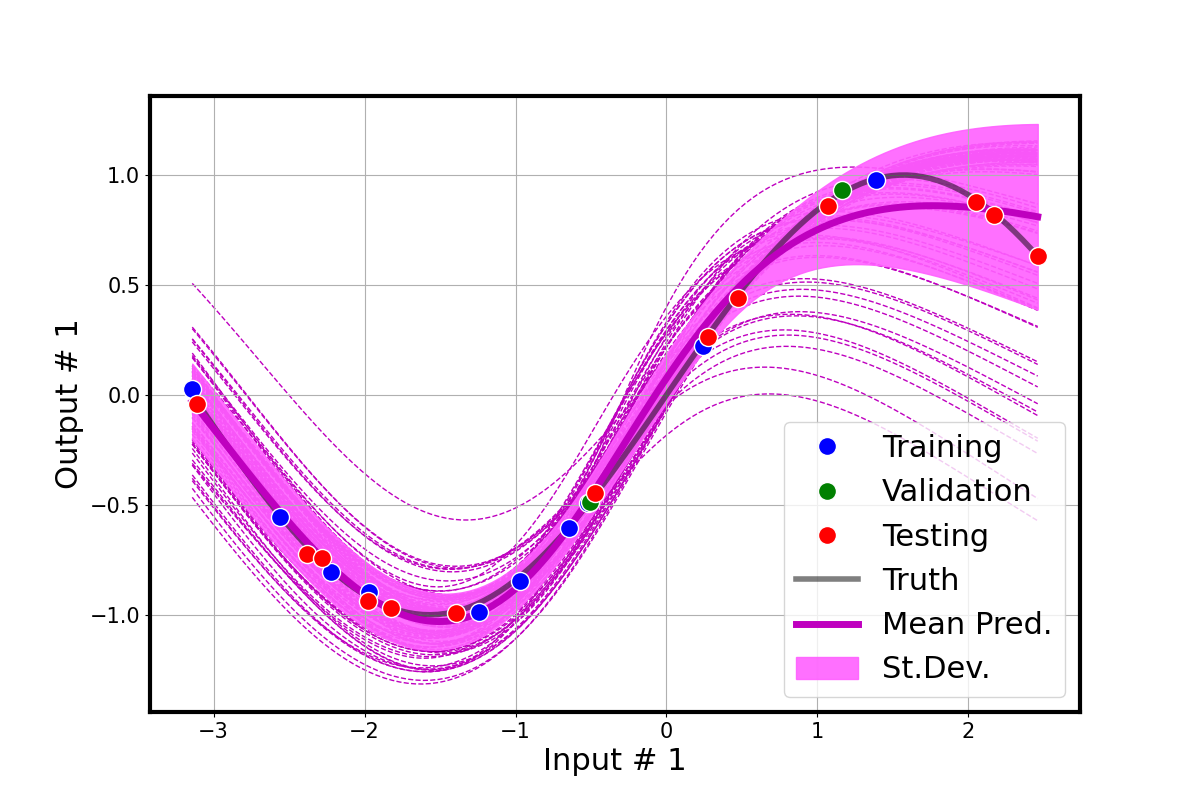 1.0
0.5
0.0
−0.5
−1.0
Output # 1
−3
−2
−1
0
1
2
Input # 1
Training
Validation
Testing
Truth
Mean Pred.
St.Dev.